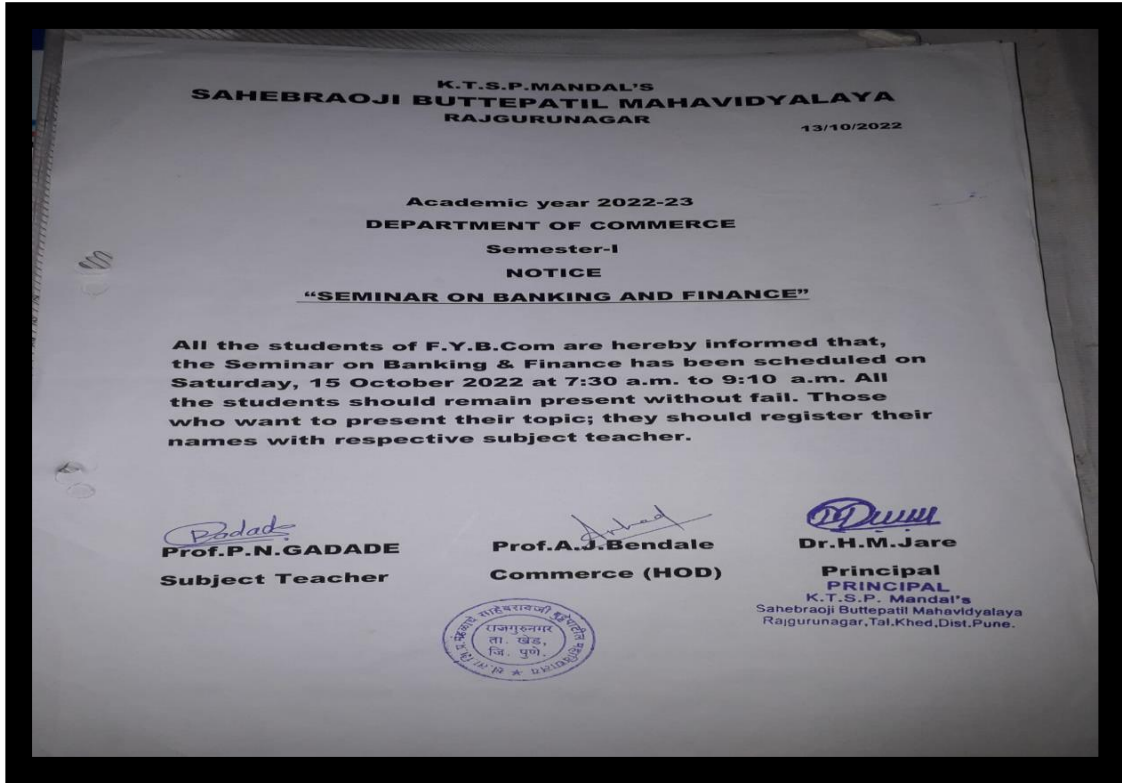 K.T.S.P.MANDAL'S
SAHEBRAOJI BUTTEPATIL MAHAVIDYALAYA
RAJGURUNAGAR
13/10/2022
Academic year 2022-23
DEPARTMENT OF COMMERCE
Semester-I
NOTICE
“SEMINAR ON BANKING AND FINANCE”
All the students of F.Y.B.Com are hereby informed that,
the Seminar on Banking & Finance has been scheduled on
Saturday, 15 October 2022 at 7:30 a.m. to 9:10 a.m. All
the students should remain present without fail. Those
who want to present their topic; they should register their
names with respective subject teacher.
Prof.P.N.GADADE
Prof.A.J.Bendale
Dr.H.M.Jare
Subject Teacher
Commerce (HOD)
Principal
PRINCIPAL
K.T.S.P. Mandal's
Sahebraoji Buttepatil Mahavidyalaya
Rajgurunagar,Tal.Khed,Dist.Pune.
साहेबरावजी बुट्टेपाटील महाविद्यालय
राजगुरुनगर
ता. खेड,
जि. पुणे.